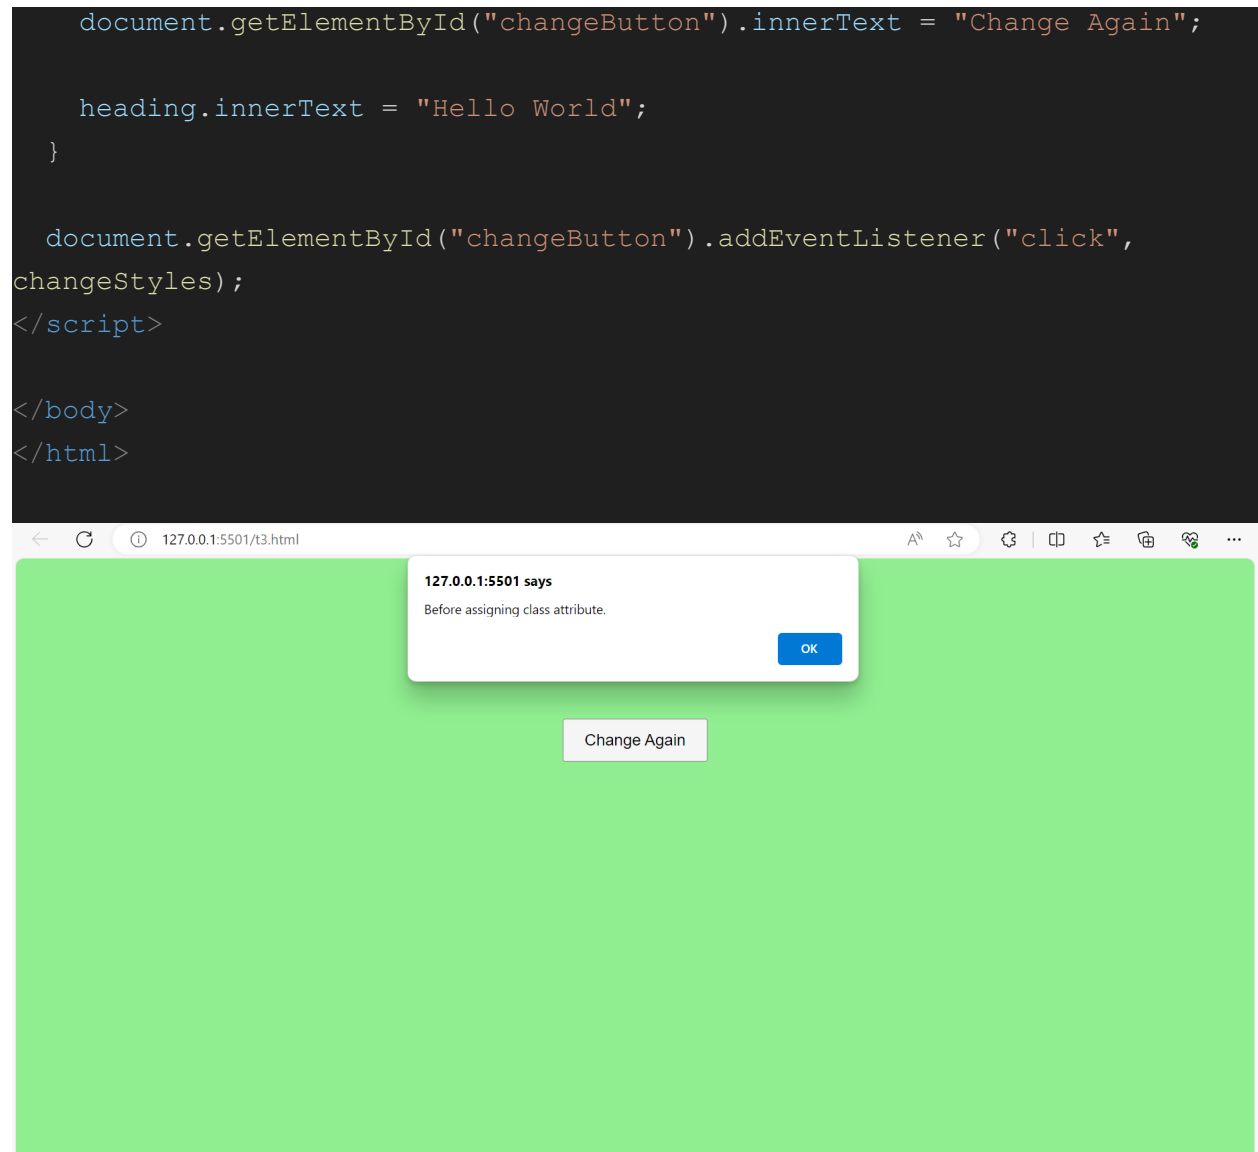 document.getElementById("changeButton").innerText = "Change Again";
heading.innerText = "Hello World";
}
document.getElementById("changeButton").addEventListener("click",
changeStyles);
</script>
</body>
</html>
127.0.0.1:5501/t3.html
127.0.0.1:5501 says
Before assigning class attribute.
OK
Change Again